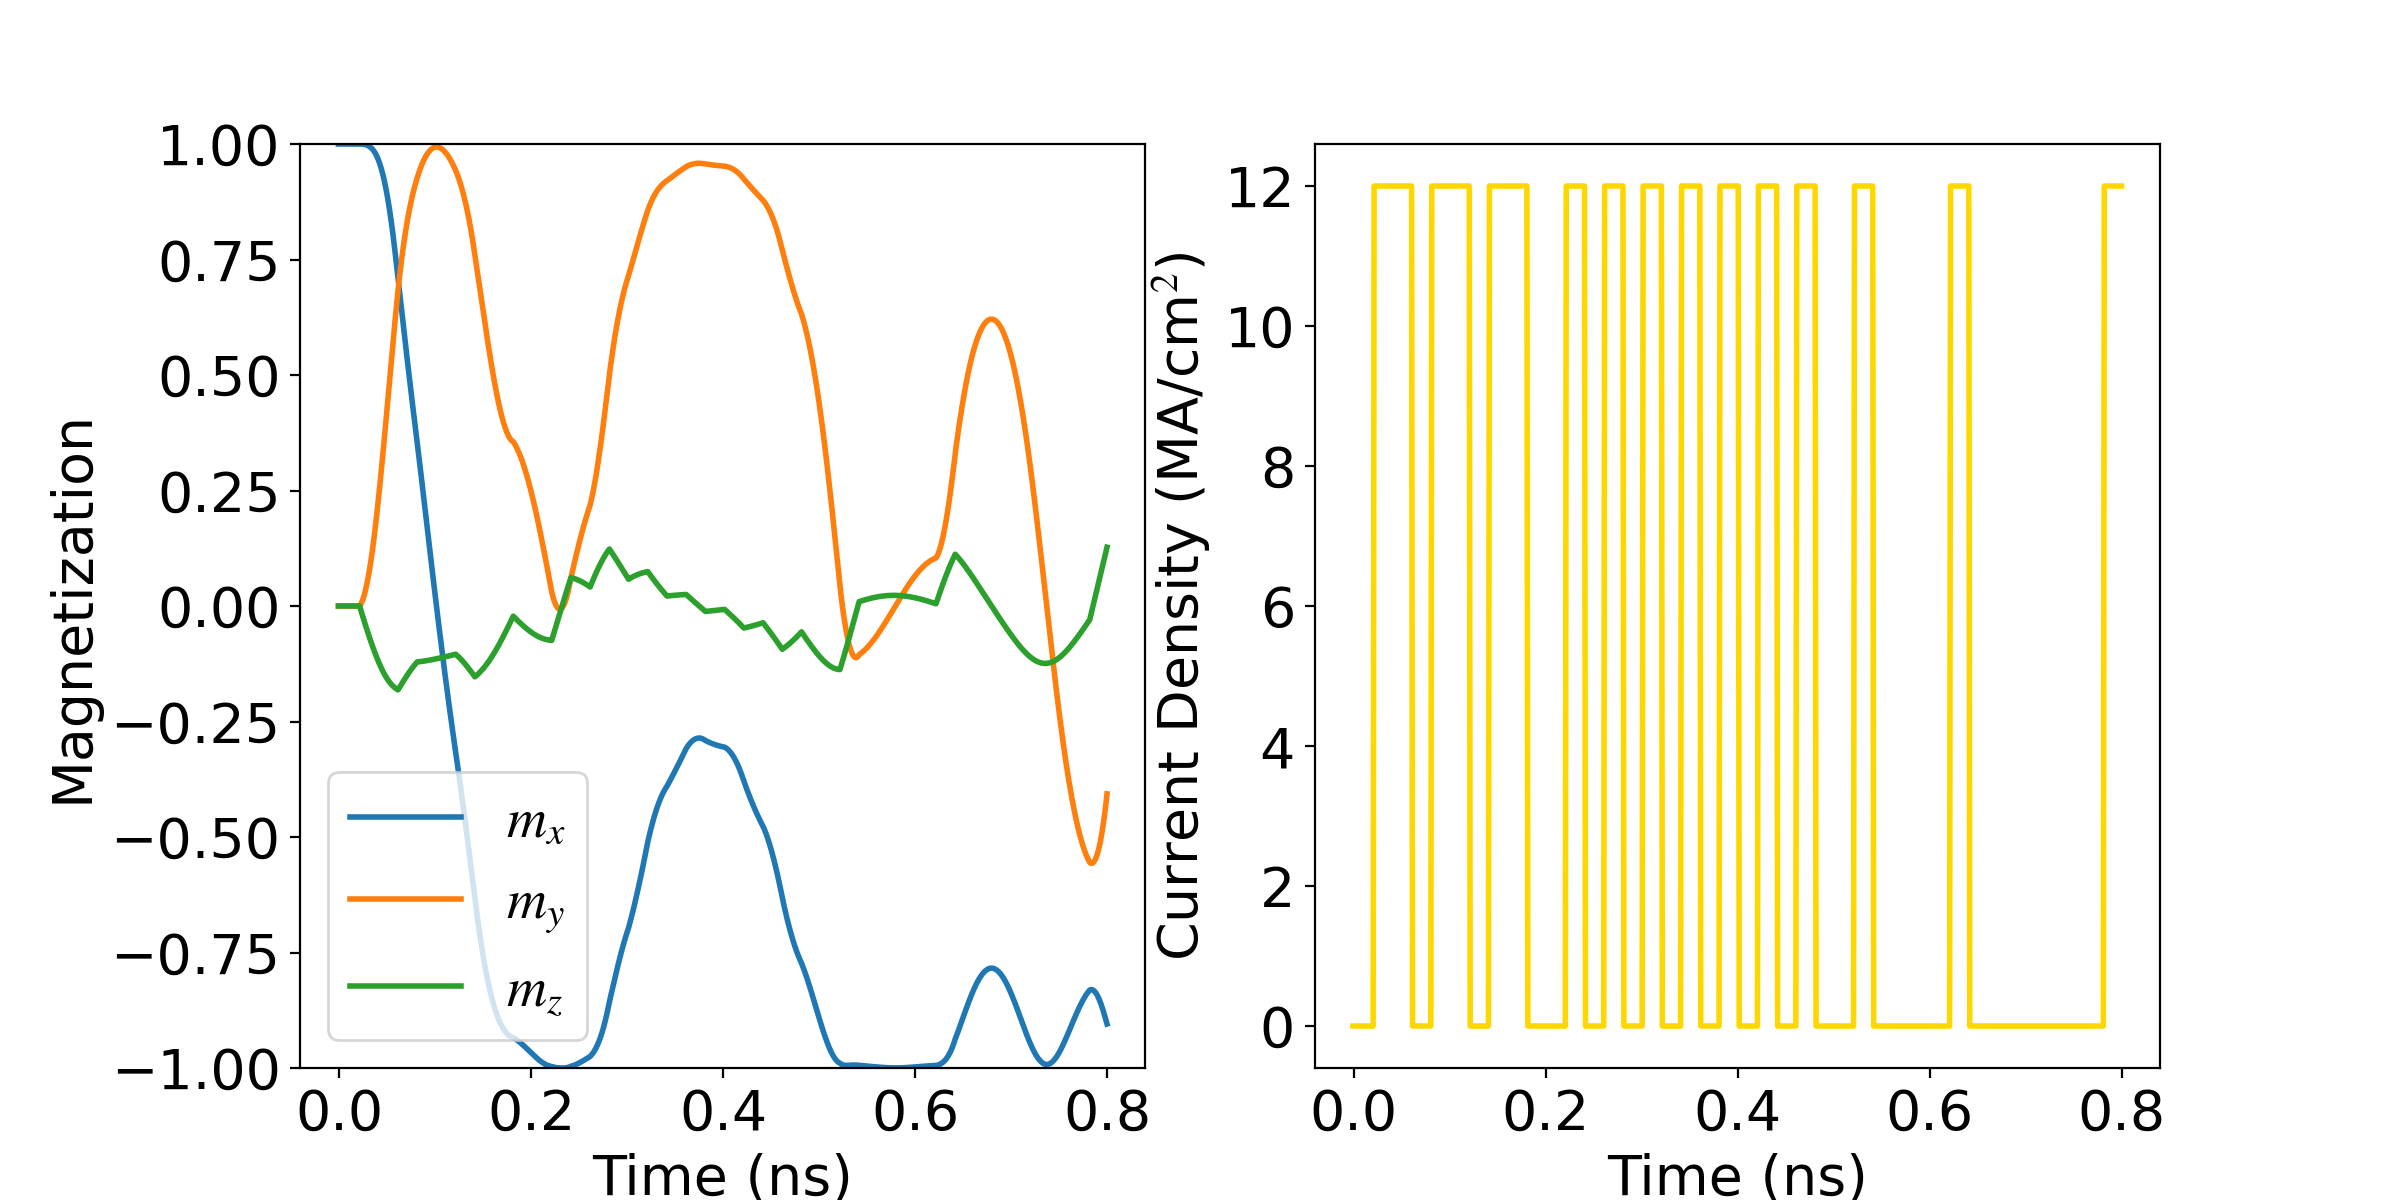 1.00
0.75
0.50
0.25
0.00
−0.25
−0.50
−0.75
−1.00
Magnetization
m_x
m_y
m_z
0.0 0.2 0.4 0.6 0.8
Time (ns)
12
10
8
6
4
2
0
Current Density (MA/cm²)
0.0 0.2 0.4 0.6 0.8
Time (ns)